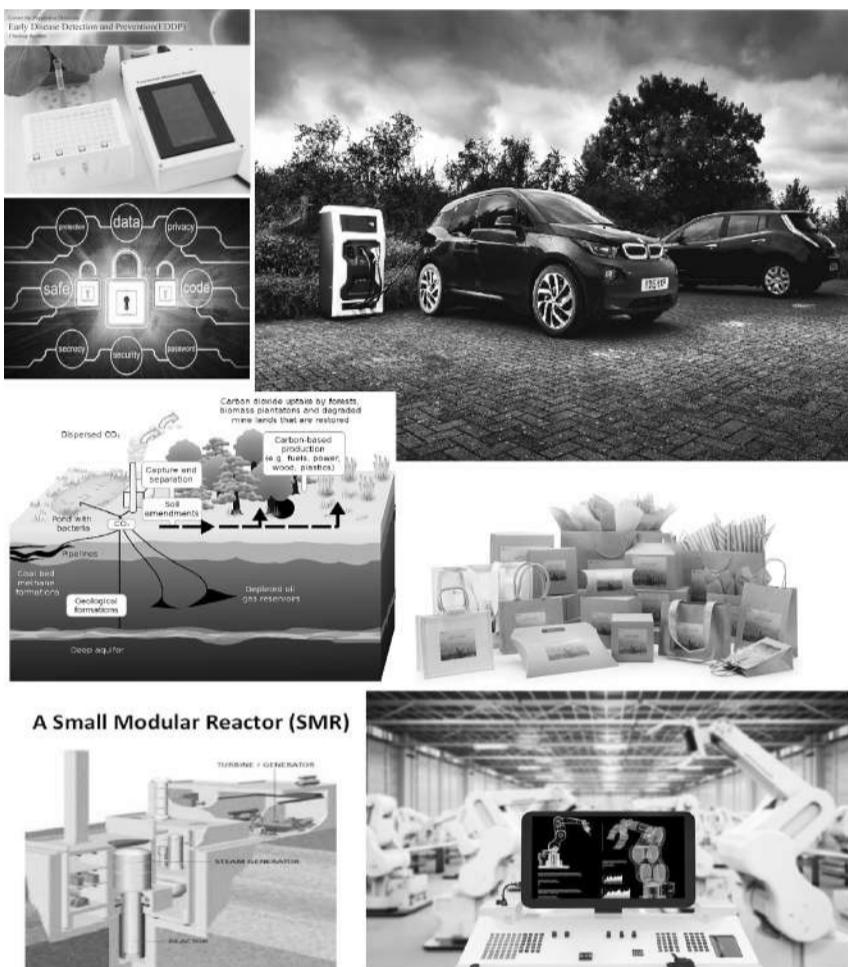 Early Disease Detection and Prevention(EDDP)
protection
data
privacy
safe
code
secrecy
security
password
Carbon dioxide uptake by forests,
biomass plantatons and degraded
mine lands that are restored
Dispersed CO₂
Carbon-based
production
(e.g. fuels, power,
wood, plastics)
Capture and
separation
Soil
amendments
Pond with
bacteria
CO₂
Pipelines
Coal bed
methane
formations
Geological
formations
Depleted oil
gas reservoirs
Deep aquifer
A Small Modular Reactor (SMR)
TURBINE / GENERATOR
STEAM GENERATOR
REACTOR